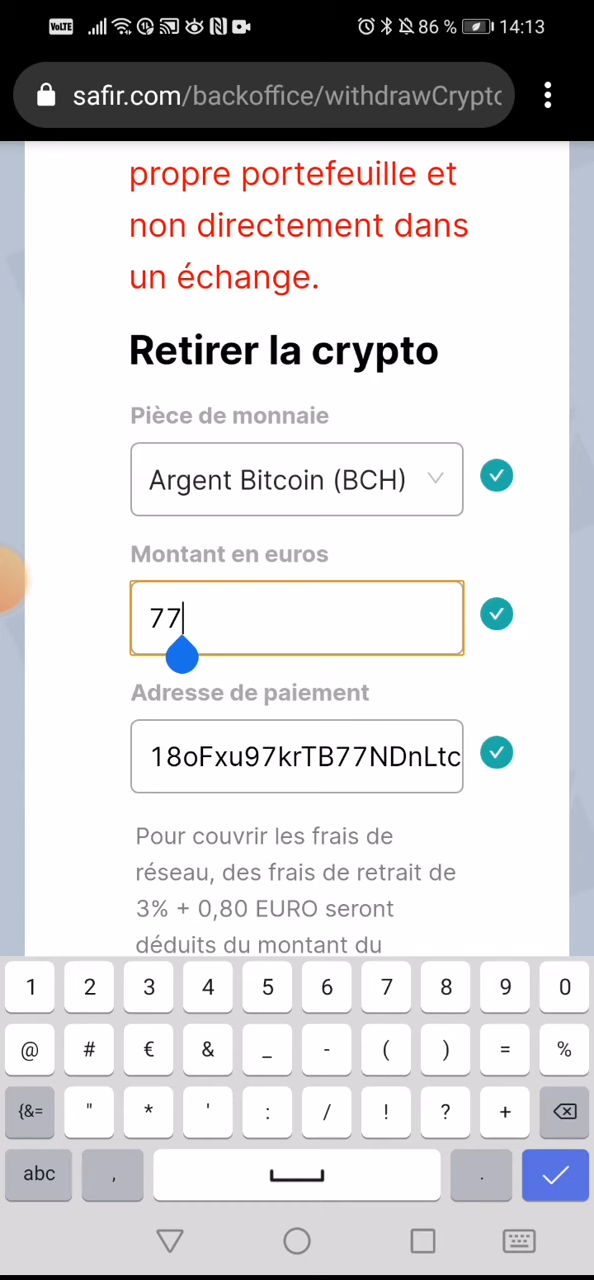 VoLTE 86 % 14:13
safir.com/backoffice/withdrawCrypto
propre portefeuille et
non directement dans
un échange.
Retirer la crypto
Pièce de monnaie
Argent Bitcoin (BCH)
Montant en euros
77
Adresse de paiement
18oFxu97krTB77NDnLtc
Pour couvrir les frais de
réseau, des frais de retrait de
3% + 0,80 EURO seront
déduits du montant du
1 2 3 4 5 6 7 8 9 0
@ # € & _ - ( ) = %
{&= " * ' : / ! ? +
abc , .